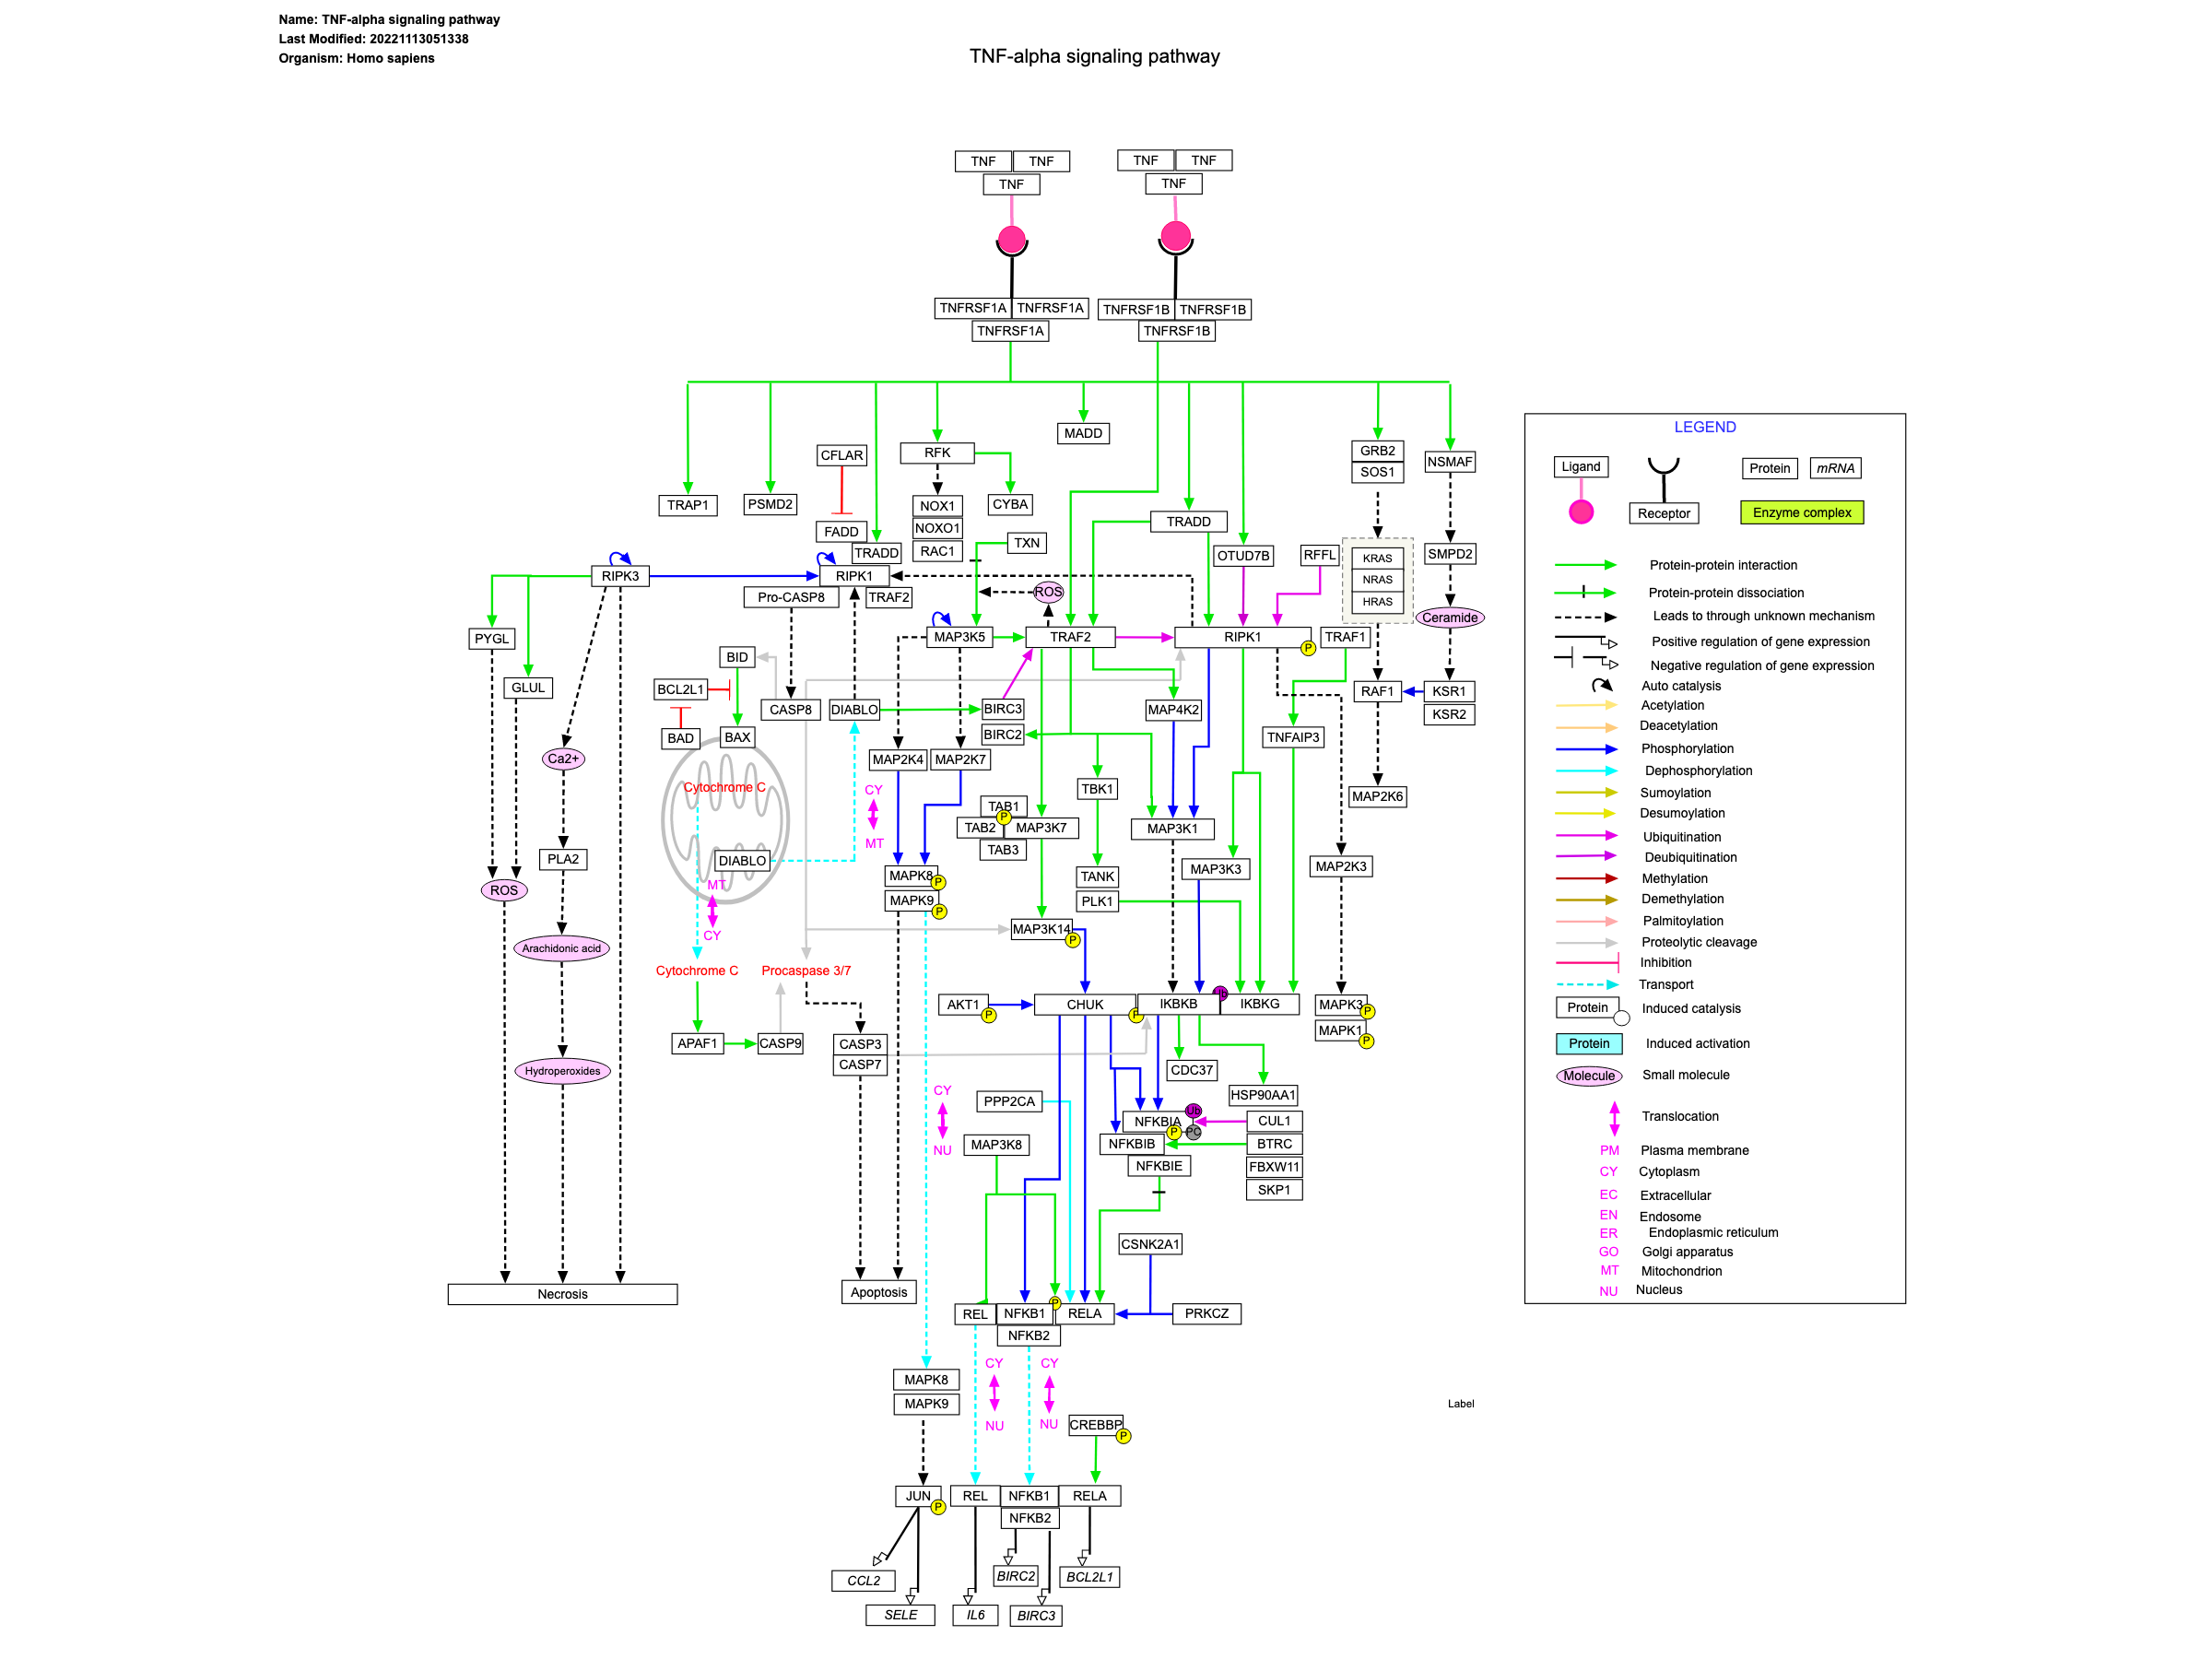 Name: TNF-alpha signaling pathway
Last Modified: 20221113051338
Organism: Homo sapiens
TNF-alpha signaling pathway
TNF TNF TNF TNF
TNF TNF
TNFRSF1A TNFRSF1A TNFRSF1B TNFRSF1B
TNFRSF1A TNFRSF1B
MADD
CFLAR RFK GRB2 NSMAF
SOS1
TRAP1 PSMD2 NOX1 CYBA
FADD NOXO1 TRADD
TRADD RAC1 TXN OTUD7B RFFL SMPD2
KRAS
RIPK3 RIPK1 NRAS
Pro-CASP8 TRAF2 ROS HRAS
Ceramide
PYGL MAP3K5 TRAF2 RIPK1 P TRAF1
BID
GLUL BCL2L1 RAF1 KSR1
CASP8 DIABLO BIRC3 MAP4K2 KSR2
BAD BAX BIRC2 TNFAIP3
Ca2+ MAP2K4 MAP2K7
Cytochrome C CY TBK1 MAP2K6
TAB1
P
TAB2 MAP3K7 MAP3K1
MT TAB3
PLA2 DIABLO MAP3K3 MAP2K3
ROS MT MAPK8 P TANK
MAPK9 P PLK1
CY MAP3K14 P
Arachidonic acid
Cytochrome C Procaspase 3/7
AKT1 P CHUK P IKBKB Ub IKBKG MAPK3 P
MAPK1 P
APAF1 CASP9 CASP3
CASP7
Hydroperoxides CDC37
CY PPP2CA HSP90AA1
NFKBIA Ub P PC CUL1
NU MAP3K8 NFKBIB BTRC
NFKBIE FBXW11
SKP1
CSNK2A1
Necrosis Apoptosis
REL NFKB1 P RELA PRKCZ
NFKB2
CY CY
MAPK8
MAPK9
NU NU CREBBP P
Label
JUN P REL NFKB1 RELA
NFKB2
CCL2 BIRC2 BCL2L1
SELE IL6 BIRC3
LEGEND
Ligand Protein mRNA
Receptor Enzyme complex
Protein-protein interaction
Protein-protein dissociation
Leads to through unknown mechanism
Positive regulation of gene expression
Negative regulation of gene expression
Auto catalysis
Acetylation
Deacetylation
Phosphorylation
Dephosphorylation
Sumoylation
Desumoylation
Ubiquitination
Deubiquitination
Methylation
Demethylation
Palmitoylation
Proteolytic cleavage
Inhibition
Transport
Protein Induced catalysis
Protein Induced activation
Molecule Small molecule
Translocation
PM Plasma membrane
CY Cytoplasm
EC Extracellular
EN Endosome
ER Endoplasmic reticulum
GO Golgi apparatus
MT Mitochondrion
NU Nucleus